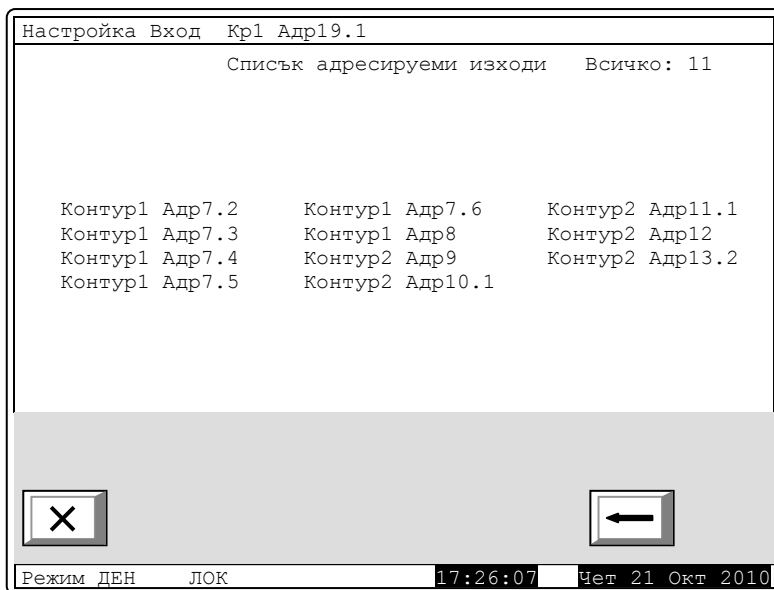 Настройка Вход Кр1 Адр19.1
Списък адресируеми изходи Всичко: 11
Контур1 Адр7.2 Контур1 Адр7.6 Контур2 Адр11.1
Контур1 Адр7.3 Контур1 Адр8 Контур2 Адр12
Контур1 Адр7.4 Контур2 Адр9 Контур2 Адр13.2
Контур1 Адр7.5 Контур2 Адр10.1
Режим ДЕН ЛОК 17:26:07 Чет 21 Окт 2010